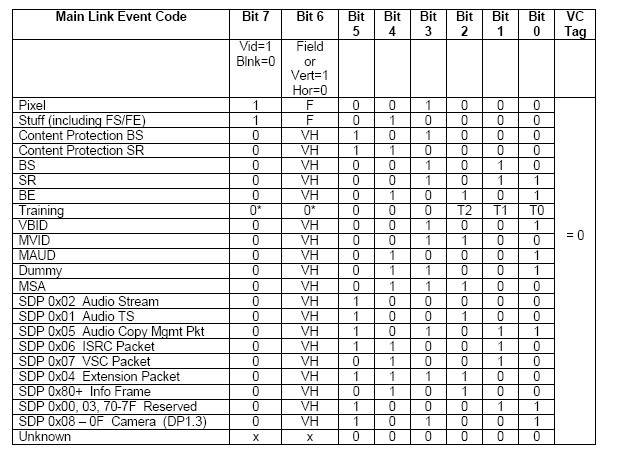 Main Link Event Code Bit 7 Bit 6 Bit 5 Bit 4 Bit 3 Bit 2 Bit 1 Bit 0 VC Tag
Vid=1 Blnk=0 Field or Vert=1 Hor=0
Pixel 1 F 0 0 1 0 0 0
Stuff (including FS/FE) 1 F 0 1 0 0 0 0
Content Protection BS 0 VH 1 0 1 0 0 0
Content Protection SR 0 VH 1 1 0 0 0 0
BS 0 VH 0 0 1 0 1 0
SR 0 VH 0 0 1 0 1 1
BE 0 VH 0 1 0 1 0 1
Training 0* 0* 0 0 0 T2 T1 T0
VBID 0 VH 0 0 1 0 0 1
MVID 0 VH 0 0 1 1 0 0
= 0
MAUD 0 VH 0 1 0 0 0 1
Dummy 0 VH 0 1 1 0 0 1
MSA 0 VH 0 1 1 1 0 0
SDP 0x02 Audio Stream 0 VH 1 0 0 0 0 0
SDP 0x01 Audio TS 0 VH 1 0 0 1 0 0
SDP 0x05 Audio Copy Mgmt Pkt 0 VH 1 0 1 0 1 1
SDP 0x06 ISRC Packet 0 VH 1 1 0 0 1 0
SDP 0x07 VSC Packet 0 VH 0 1 0 0 1 0
SDP 0x04 Extension Packet 0 VH 1 1 1 1 0 0
SDP 0x80+ Info Frame 0 VH 0 1 0 1 0 0
SDP 0x00, 03, 70-7F Reserved 0 VH 1 0 0 0 1 1
SDP 0x08 – 0F Camera (DP1.3) 0 VH 1 0 1 0 0 1
Unknown x x 0 0 0 0 0 0